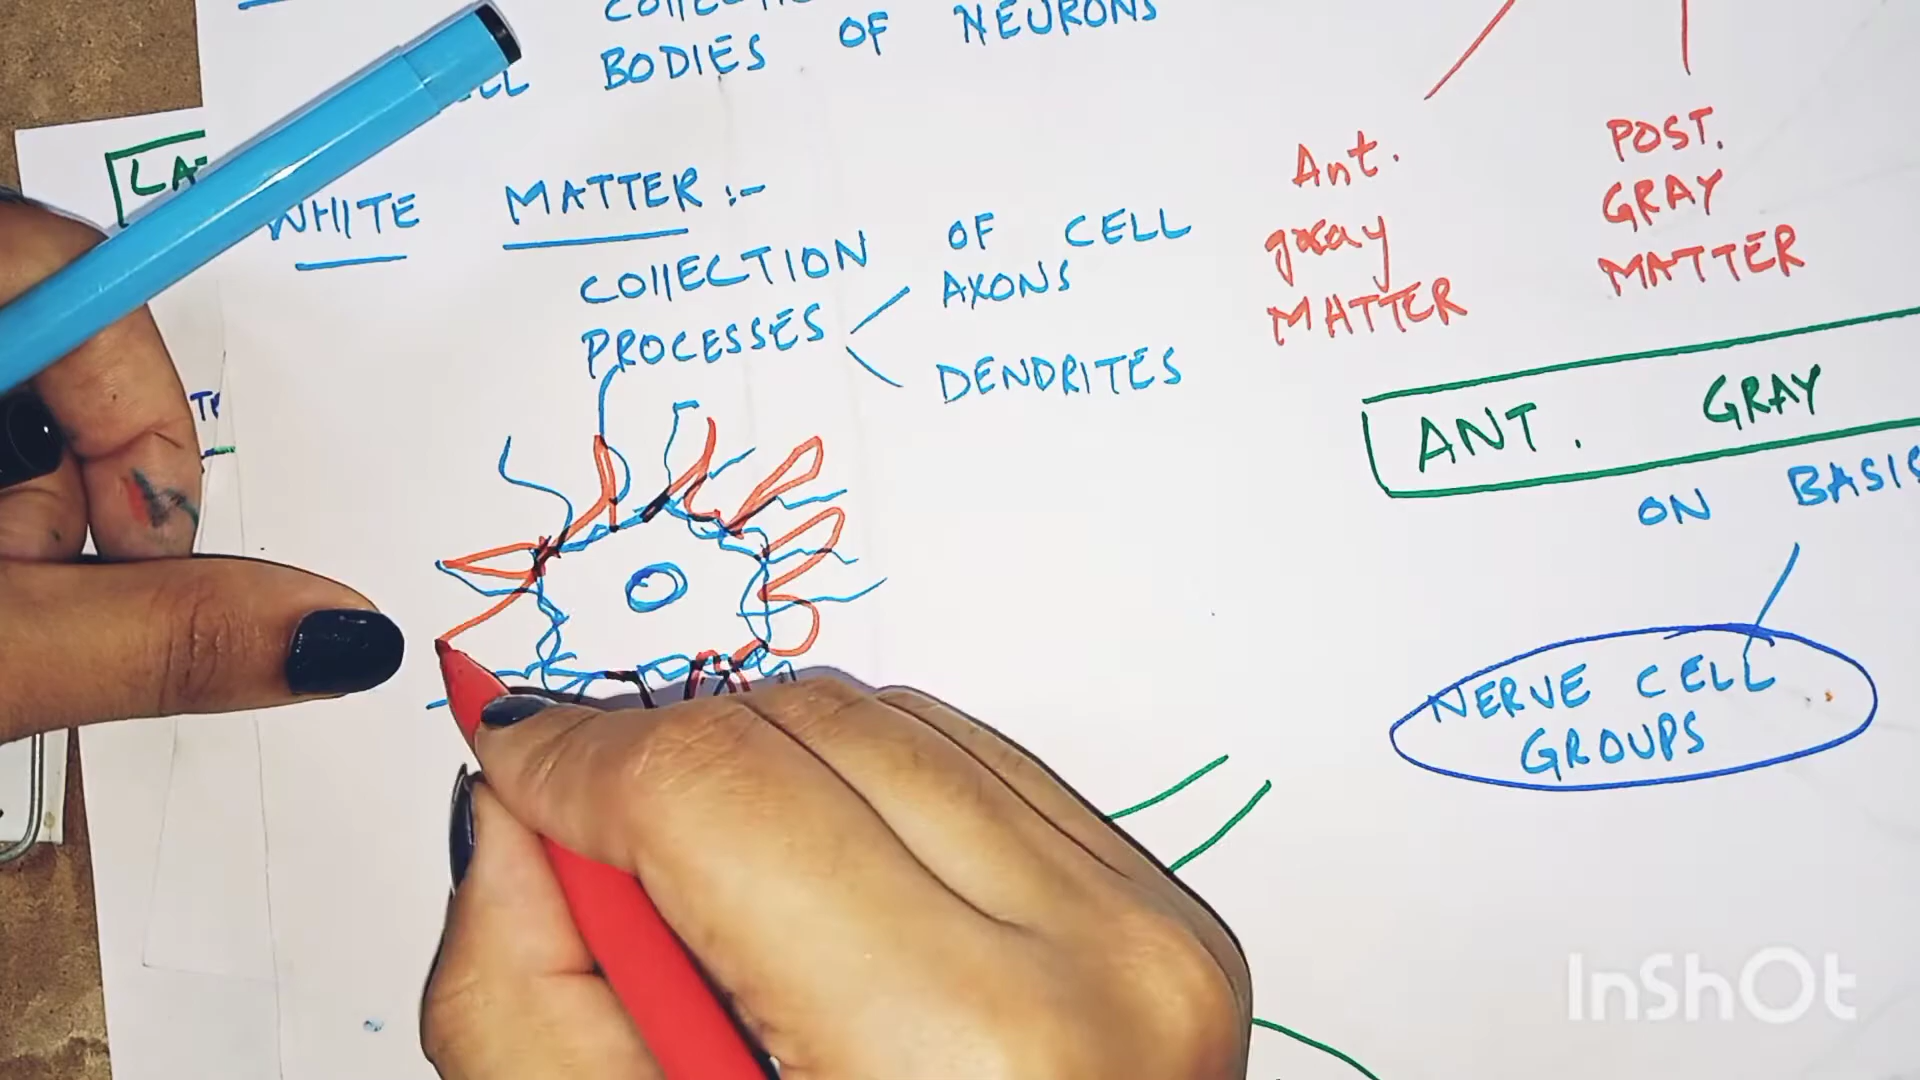 BODIES OF NEURONS
WHITE MATTER :-
COllECTION OF CELL
PROCESSES
AXONS
DENDRITES
Ant.
gray
MATTER
POST.
GRAY
MATTER
ANT. GRAY
ON BASIS
NERVE CELL
GROUPS
InShOt